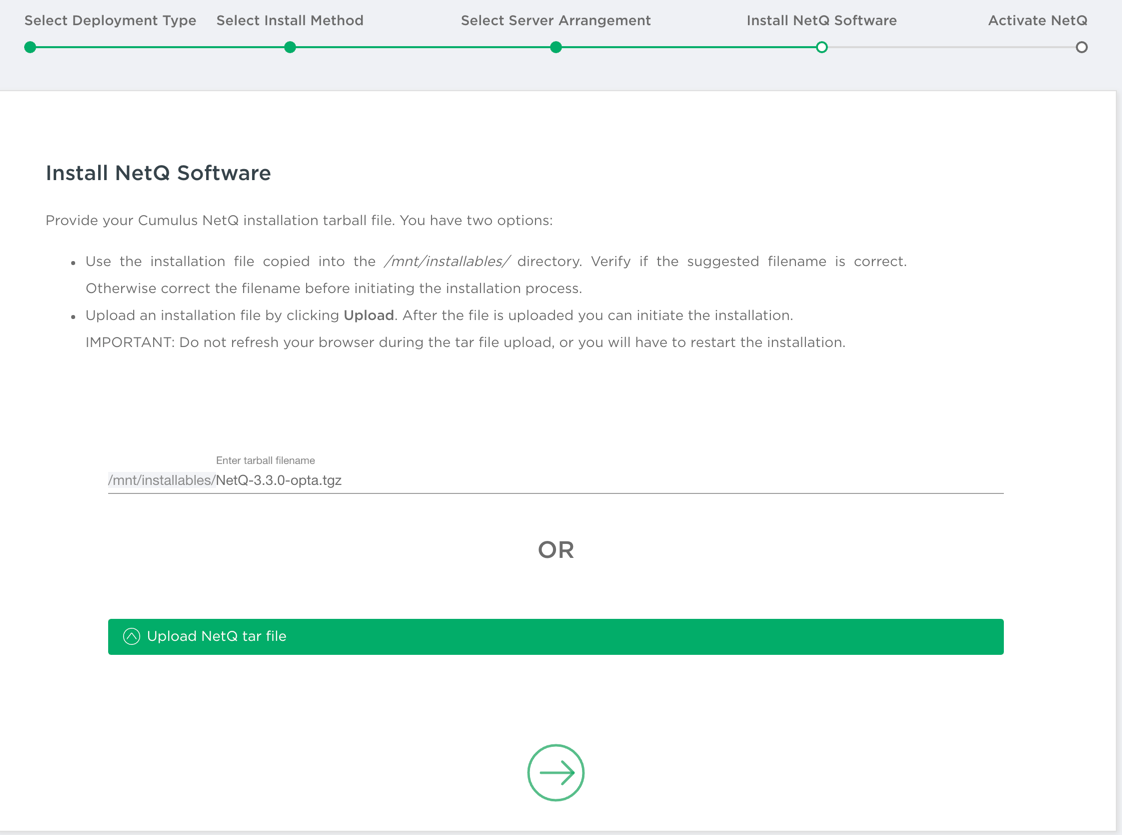 Select Deployment Type Select Install Method Select Server Arrangement Install NetQ Software Activate NetQ
Install NetQ Software
Provide your Cumulus NetQ installation tarball file. You have two options:
• Use the installation file copied into the /mnt/installables/ directory. Verify if the suggested filename is correct.
Otherwise correct the filename before initiating the installation process.
• Upload an installation file by clicking Upload. After the file is uploaded you can initiate the installation.
IMPORTANT: Do not refresh your browser during the tar file upload, or you will have to restart the installation.
Enter tarball filename
/mnt/installables/NetQ-3.3.0-opta.tgz
OR
Upload NetQ tar file